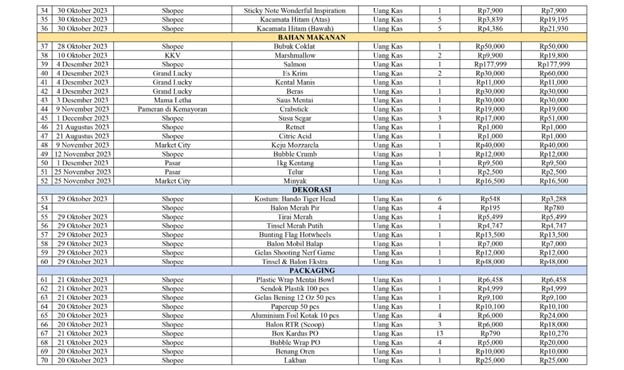 34 30 Oktober 2023 Shopee Sticky Note Wonderful Inspiration Uang Kas 1 Rp7,900 Rp7,900
35 30 Oktober 2023 Shopee Kacamata Hitam (Atas) Uang Kas 5 Rp3,839 Rp19,195
36 30 Oktober 2023 Shopee Kacamata Hitam (Bawah) Uang Kas 5 Rp4,386 Rp21,930
BAHAN MAKANAN
37 28 Oktober 2023 Shopee Bubuk Coklat Uang Kas 1 Rp50,000 Rp50,000
38 10 Oktober 2023 KKV Marshmallow Uang Kas 2 Rp9,900 Rp19,800
39 4 Desember 2023 Shopee Salmon Uang Kas 1 Rp177,999 Rp177,999
40 4 Desember 2023 Grand Lucky Es Krim Uang Kas 2 Rp30,000 Rp60,000
41 4 Desember 2023 Grand Lucky Kental Manis Uang Kas 1 Rp11,000 Rp11,000
42 4 Desember 2023 Grand Lucky Beras Uang Kas 1 Rp30,000 Rp30,000
43 3 Desember 2023 Mama Letha Saus Mentai Uang Kas 1 Rp30,000 Rp30,000
44 9 November 2023 Pameran di Kemayoran Crabstick Uang Kas 1 Rp19,000 Rp19,000
45 1 Desember 2023 Shopee Susu Segar Uang Kas 3 Rp17,000 Rp51,000
46 21 Augustus 2023 Shopee Rennet Uang Kas 1 Rp1,000 Rp1,000
47 21 Augustus 2023 Shopee Citric Acid Uang Kas 1 Rp1,000 Rp1,000
48 9 November 2023 Market City Keju Mozzarela Uang Kas 1 Rp40,000 Rp40,000
49 12 November 2023 Shopee Bubble Crumb Uang Kas 1 Rp12,000 Rp12,000
50 1 Desember 2023 Pasar 1kg Kentang Uang Kas 1 Rp9,500 Rp9,500
51 25 November 2023 Pasar Telur Uang Kas 1 Rp2,500 Rp2,500
52 25 November 2023 Market City Minyak Uang Kas 1 Rp16,500 Rp16,500
DEKORASI
53 29 Oktober 2023 Shopee Kostum: Bando Tiger Head Uang Kas 6 Rp548 Rp3,288
54 Shopee Balon Merah Pir Uang Kas 4 Rp195 Rp780
55 29 Oktober 2023 Shopee Tirai Merah Uang Kas 1 Rp5,499 Rp5,499
56 29 Oktober 2023 Shopee Tinsel Merah Putih Uang Kas 1 Rp4,747 Rp4,747
57 29 Oktober 2023 Shopee Bunting Flag Hotwheels Uang Kas 1 Rp13,500 Rp13,500
58 29 Oktober 2023 Shopee Balon Mobil Balap Uang Kas 1 Rp7,000 Rp7,000
59 29 Oktober 2023 Shopee Gelas Shooting Nerf Game Uang Kas 1 Rp12,000 Rp12,000
60 29 Oktober 2023 Shopee Tinsel & Balon Ekstra Uang Kas 1 Rp48,000 Rp48,000
PACKAGING
61 21 Oktober 2023 Shopee Plastic Wrap Mentai Bowl Uang Kas 1 Rp6,458 Rp6,458
62 21 Oktober 2023 Shopee Sendok Plastik 100 pcs Uang Kas 1 Rp4,999 Rp4,999
63 21 Oktober 2023 Shopee Gelas Bening 12 Oz 50 pcs Uang Kas 1 Rp9,100 Rp9,100
64 21 Oktober 2023 Shopee Papercup 50 pcs Uang Kas 1 Rp10,100 Rp10,100
65 20 Oktober 2023 Shopee Aluminium Foil Kotak 10 pcs Uang Kas 4 Rp6,000 Rp24,000
66 20 Oktober 2023 Shopee Balon RTR (Scoop) Uang Kas 3 Rp6,000 Rp18,000
67 21 Oktober 2023 Shopee Box Kardus PO Uang Kas 13 Rp790 Rp10,270
68 21 Oktober 2023 Shopee Bubble Wrap PO Uang Kas 4 Rp5,000 Rp20,000
69 20 Oktober 2023 Shopee Benang Oren Uang Kas 1 Rp10,000 Rp10,000
70 20 Oktober 2023 Shopee Lakban Uang Kas 1 Rp25,000 Rp25,000